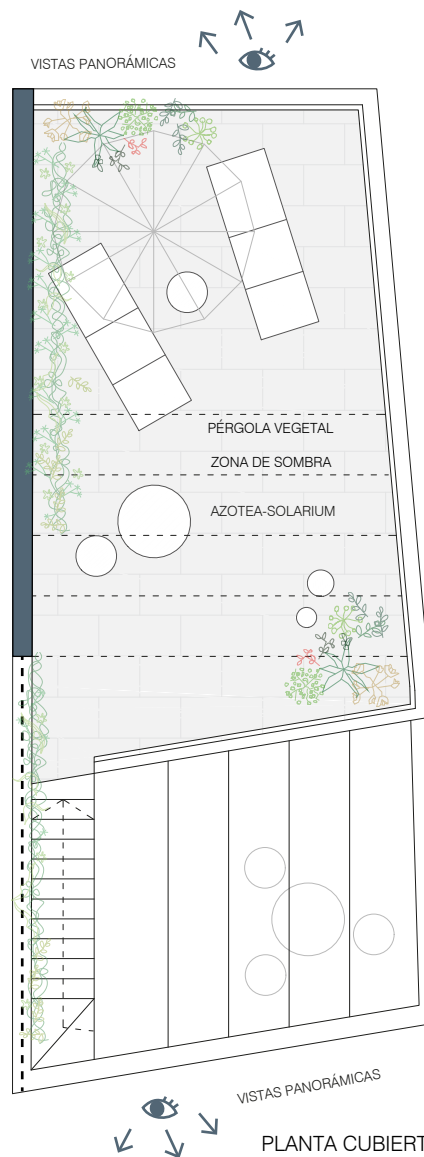 VISTAS PANORÁMICAS
PÉRGOLA VEGETAL
ZONA DE SOMBRA
AZOTEA-SOLARIUM
VISTAS PANORÁMICAS
PLANTA CUBIERT